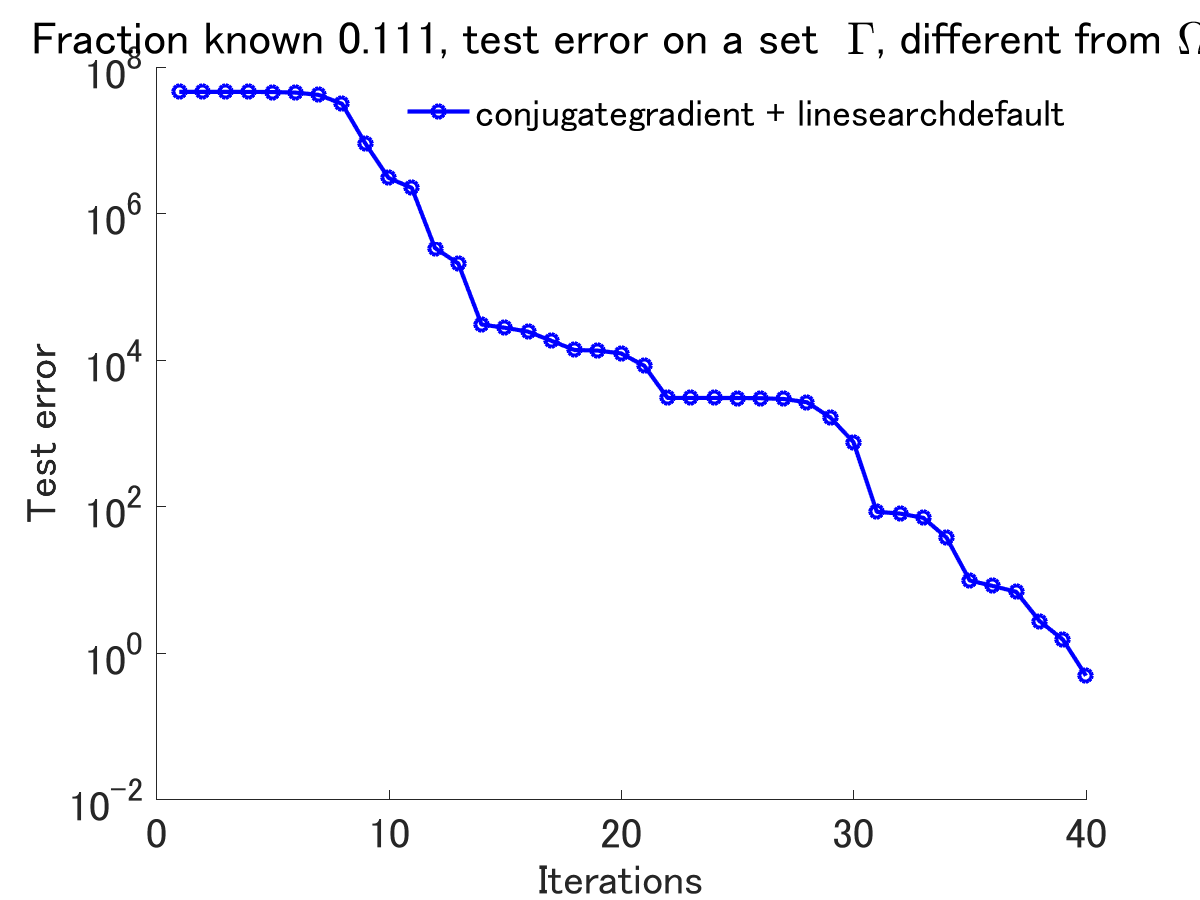 Fraction known 0.111, test error on a set Γ, different from Ω
10^8
conjugategradient + linesearchdefault
10^6
10^4
10^2
10^0
10^-2
Test error
0 10 20 30 40
Iterations